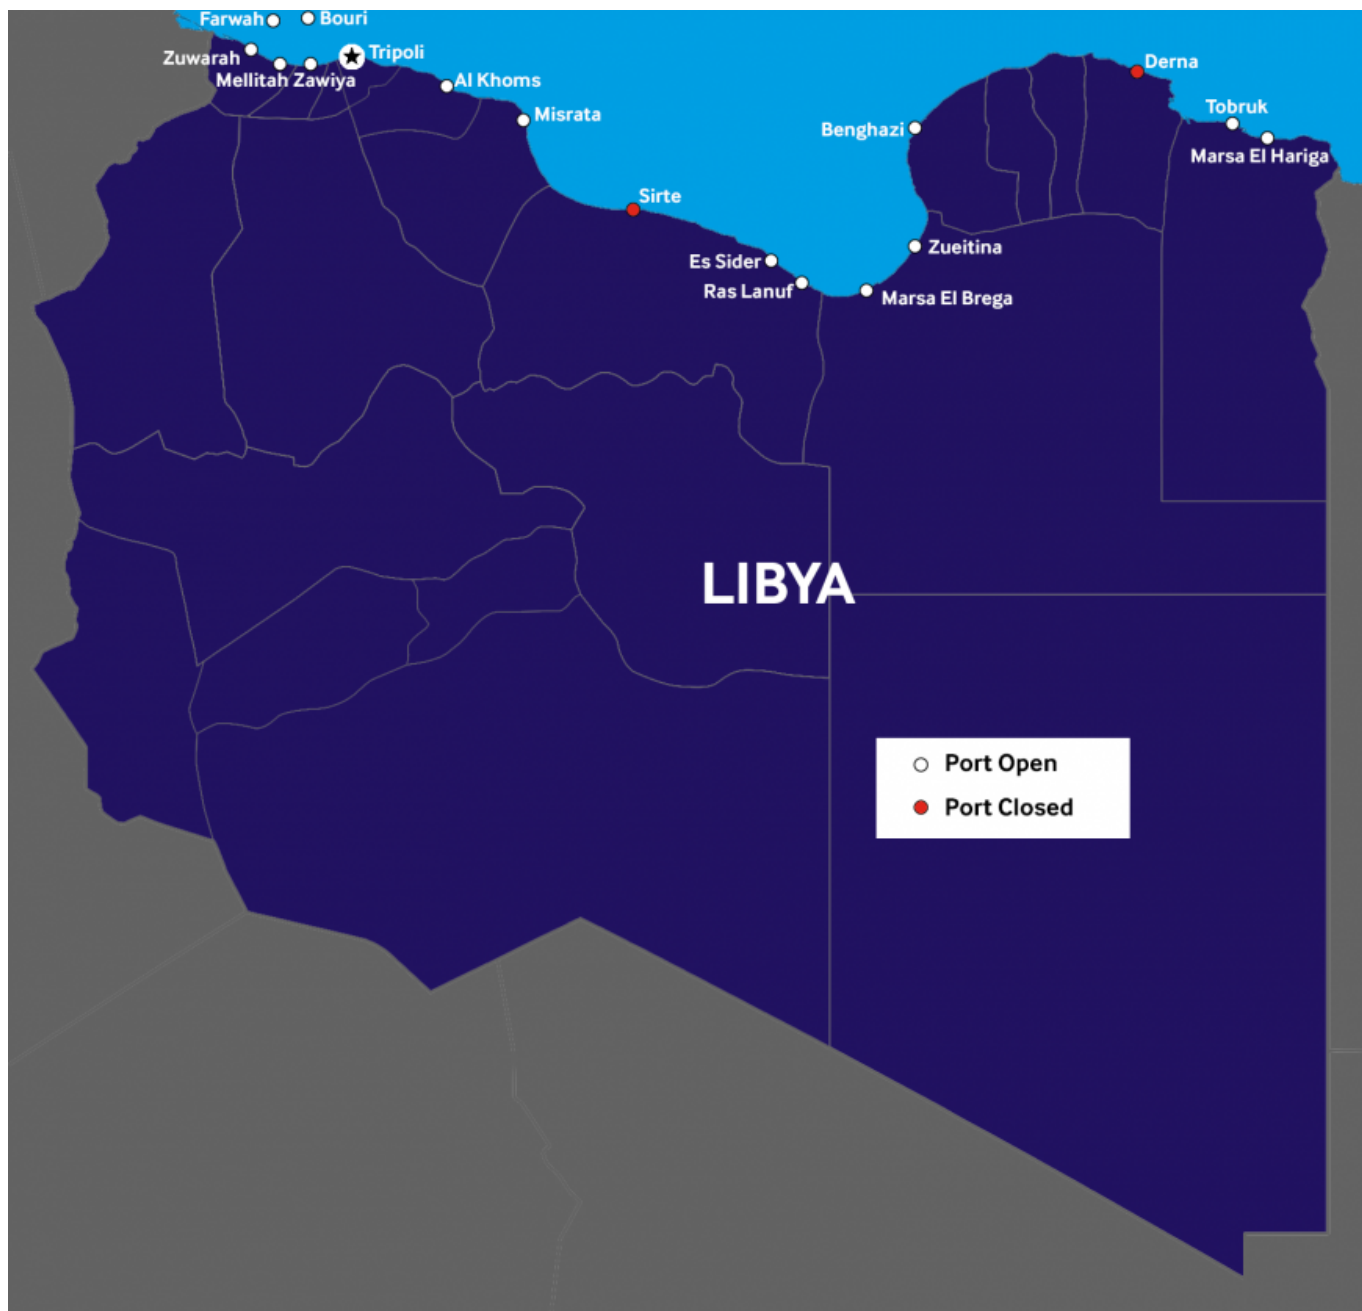 Farwah
Bouri
Zuwarah
Tripoli
Mellitah Zawiya
Al Khoms
Misrata
Derna
Benghazi
Tobruk
Marsa El Hariga
Sirte
Zueitina
Es Sider
Ras Lanuf
Marsa El Brega
LIBYA
Port Open
Port Closed